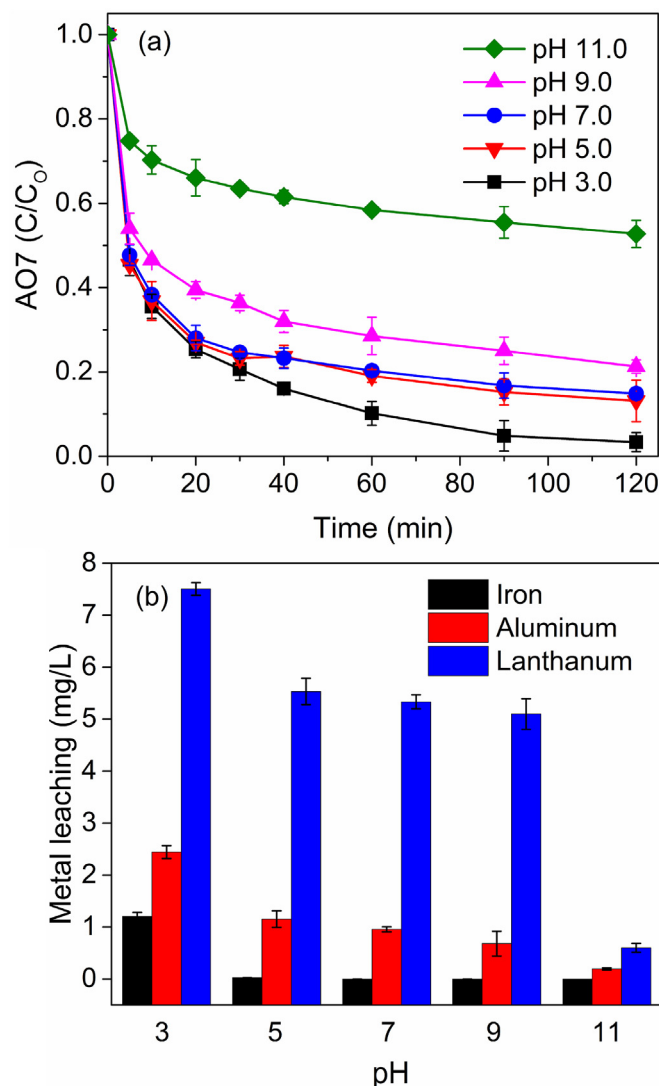 (a)
pH 11.0
pH 9.0
pH 7.0
pH 5.0
pH 3.0
1.0
0.8
0.6
0.4
0.2
0.0
AO7 (C/C_O)
0 20 40 60 80 100 120
Time (min)
(b)
Iron
Aluminum
Lanthanum
8
7
6
5
4
3
2
1
0
Metal leaching (mg/L)
3 5 7 9 11
pH